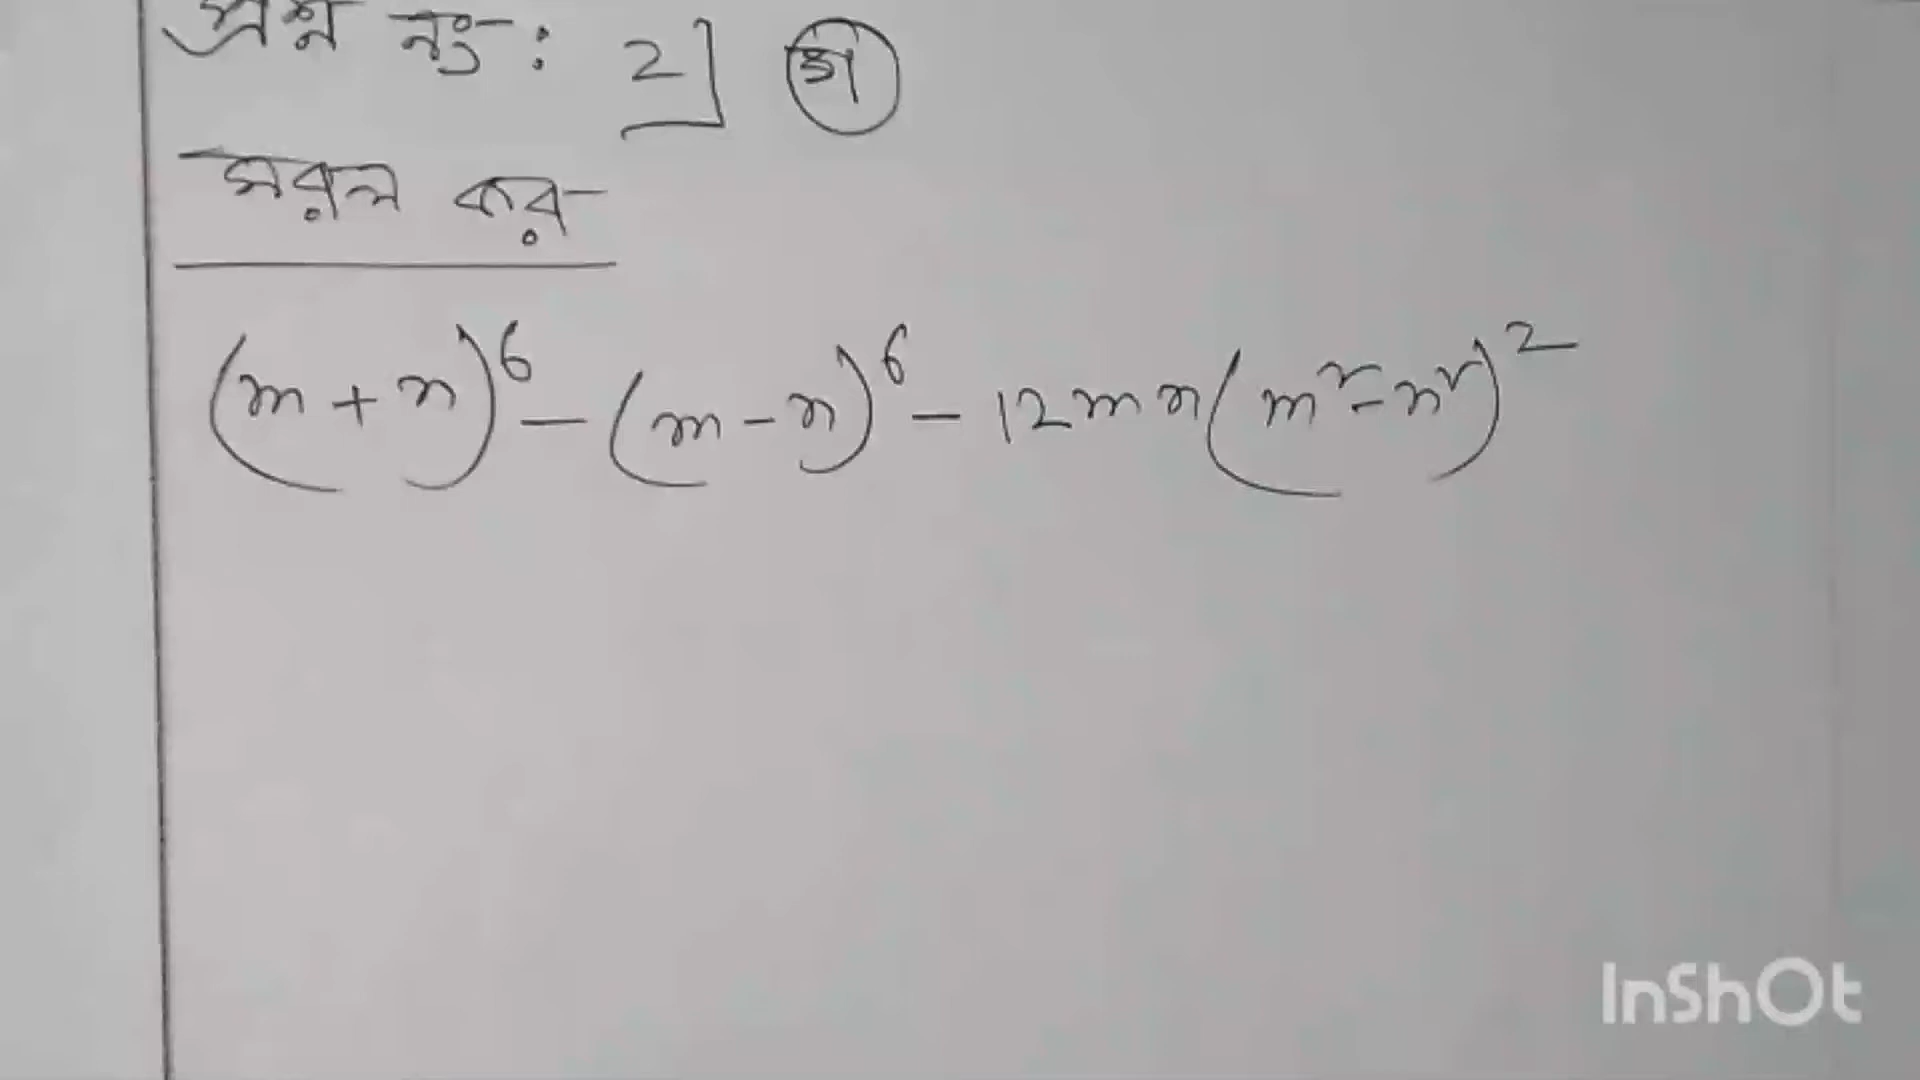 প্রশ্ন নং: 2] গ
সরল কর
(m+n)^6 - (m-n)^6 - 12mn(m²-n²)^2
InShOt